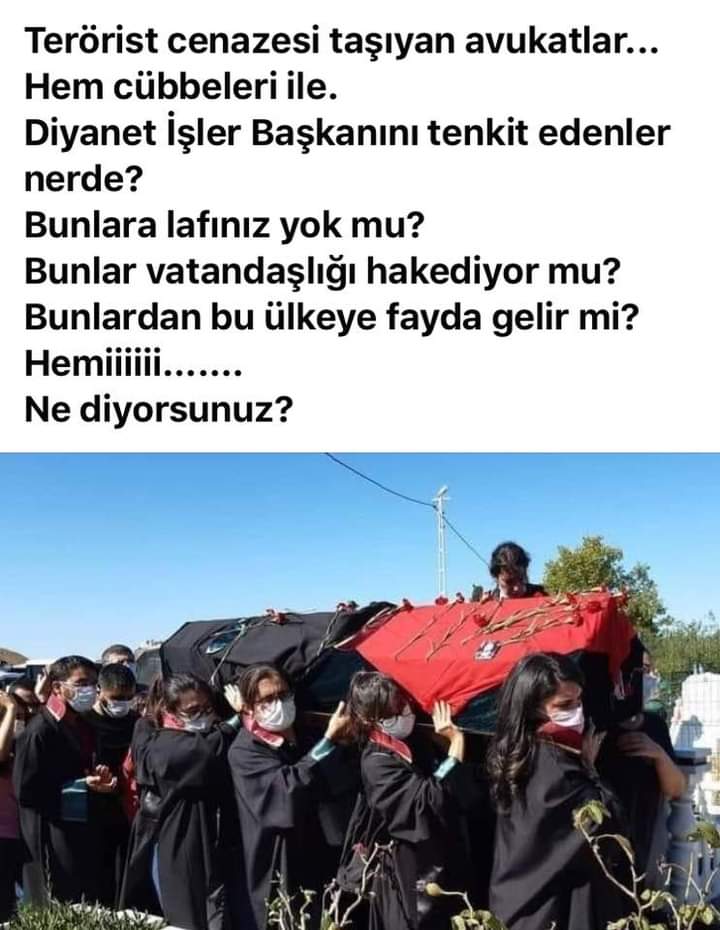 Terörist cenazesi taşıyan avukatlar...
Hem cübbeleri ile.
Diyanet İşler Başkanını tenkit edenler
nerde?
Bunlara lafınız yok mu?
Bunlar vatandaşlığı hakediyor mu?
Bunlardan bu ülkeye fayda gelir mi?
Hemiiiiii.......
Ne diyorsunuz?